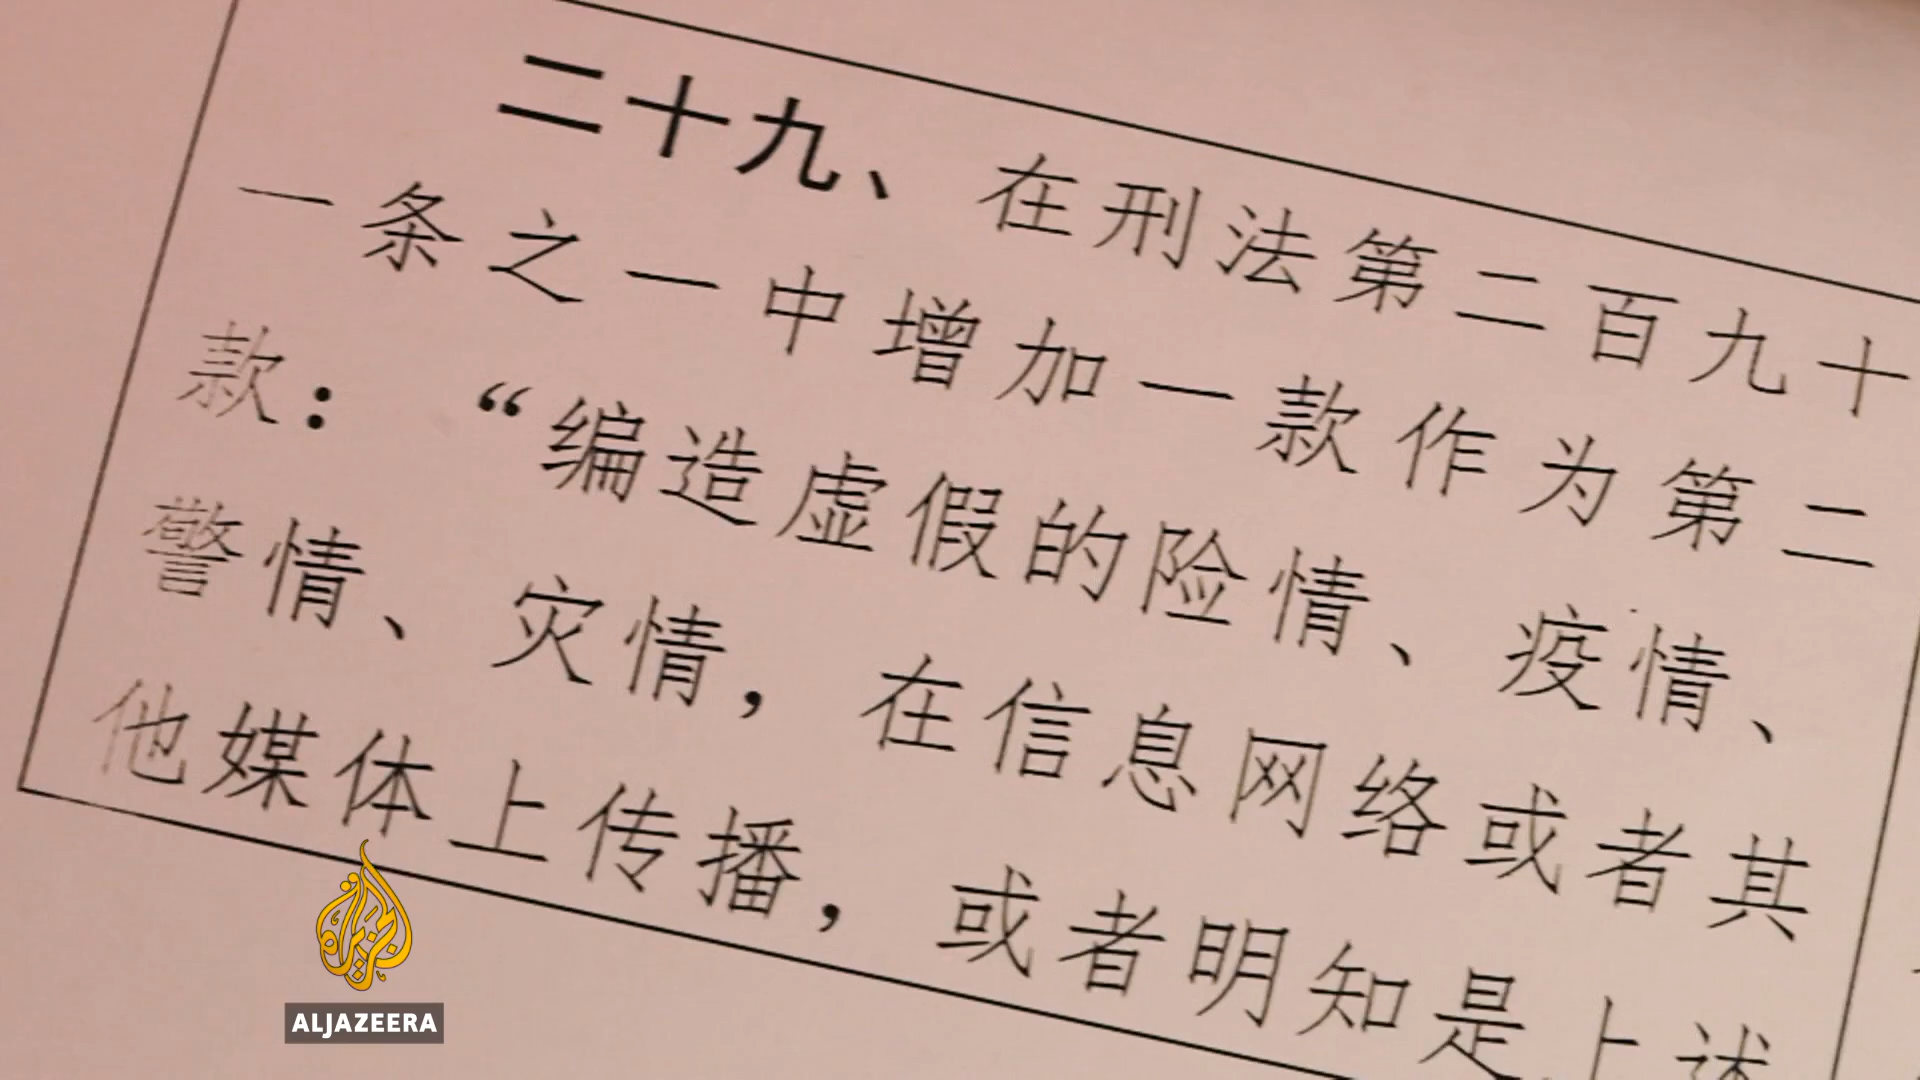 二十九、在刑法第二百九十
一条之一中增加一款作为第二
款：“编造虚假的险情、疫情、
警情、灾情，在信息网络或者其
他媒体上传播，或者明知是上述
الجزيرة
ALJAZEERA